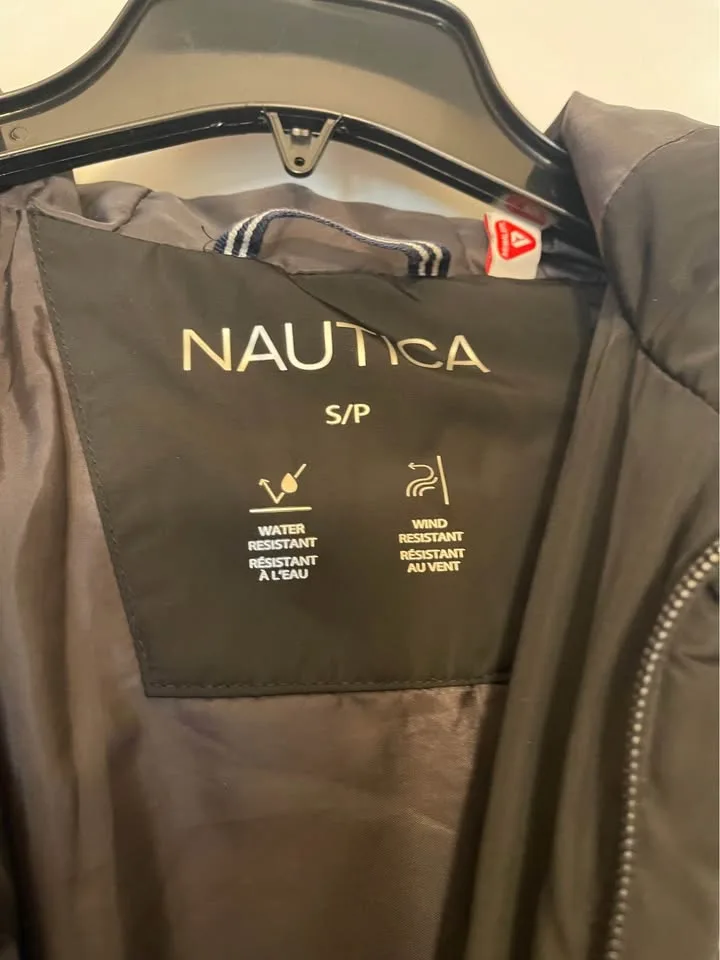 NAUTICA
S/P
WATER
RESISTANT
RÉSISTANT
À L'EAU
WIND
RESISTANT
RÉSISTANT
AU VENT